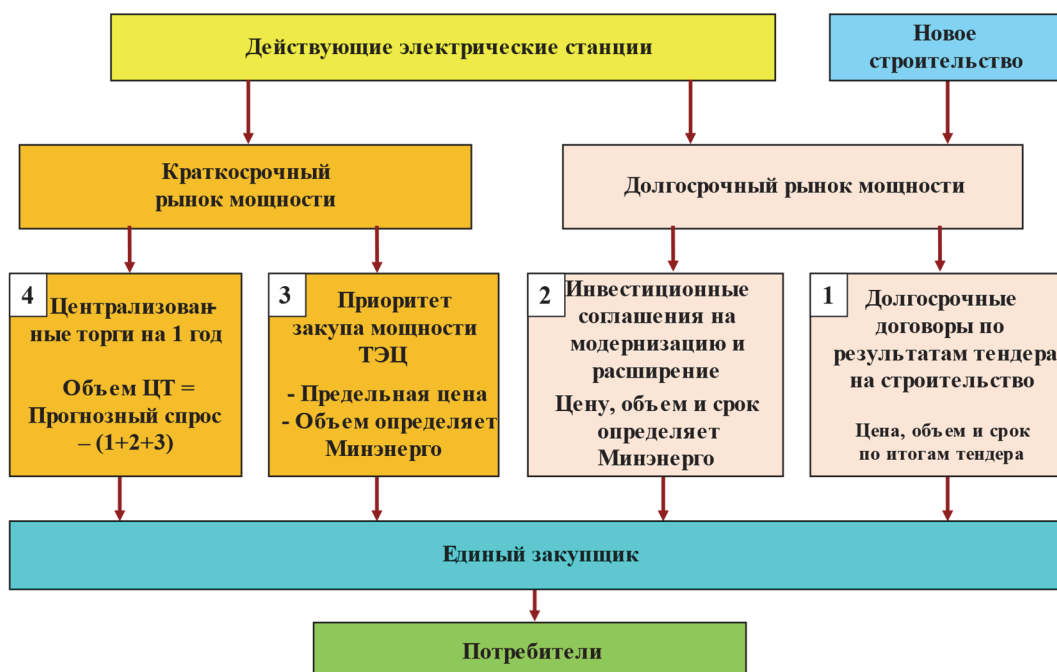 Действующие электрические станции
Новое
строительство
Краткосрочный
рынок мощности
Долгосрочный рынок мощности
4
Централизован-
ные торги на 1 год
Объем ЦТ =
Прогнозный спрос
– (1+2+3)
3
Приоритет
закупа мощности
ТЭЦ
- Предельная цена
- Объем определяет
Минэнерго
2
Инвестиционные
соглашения на
модернизацию и
расширение
Цену, объем и срок
определяет
Минэнерго
1
Долгосрочные
договоры по
результатам тендера
на строительство
Цена, объем и срок
по итогам тендера
Единый закупщик
Потребители